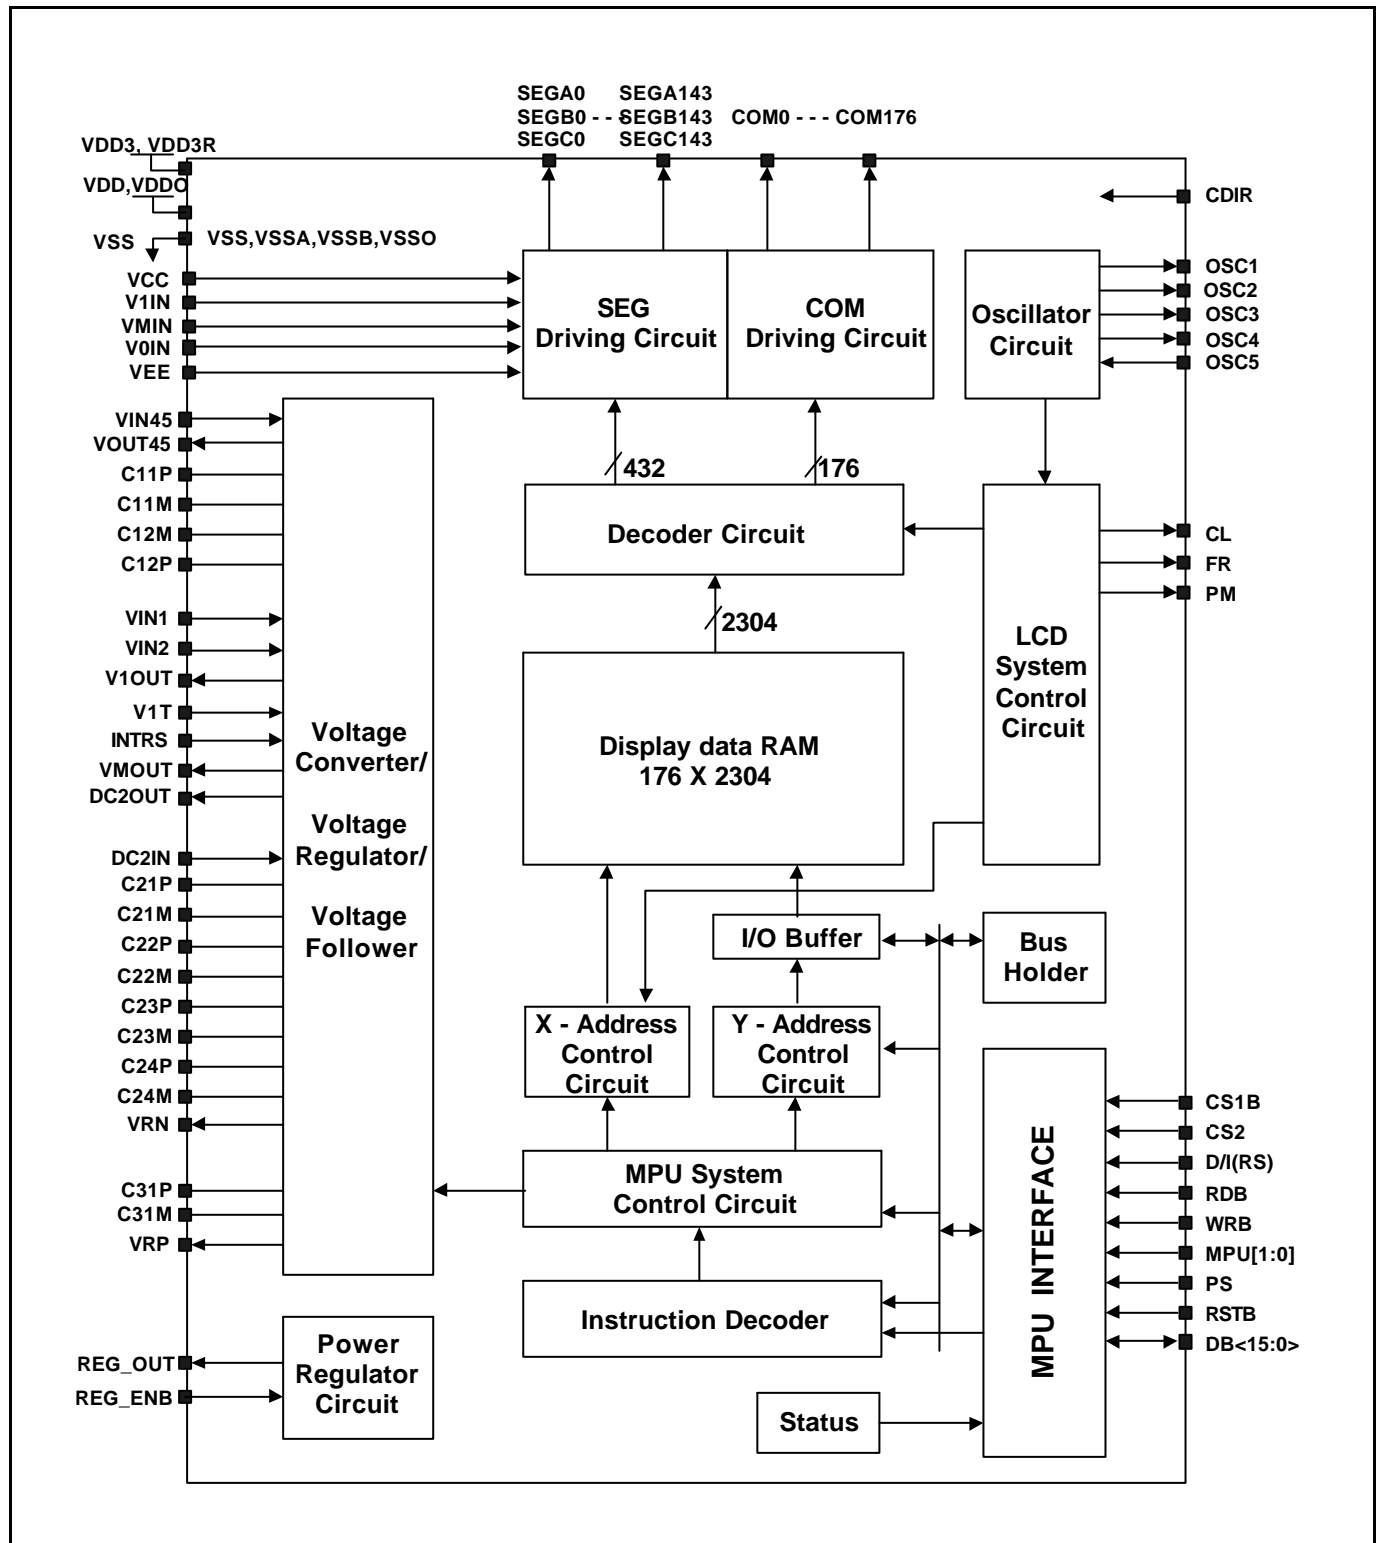 SEGA0 SEGA143
SEGB0 - - - SEGB143 COM0 - - - COM176
SEGC0 SEGC143
VDD3, VDD3R
VDD,VDDO
VSS
VSS,VSSA,VSSB,VSSO
VCC
V1IN
VMIN
V0IN
VEE
VIN45
VOUT45
C11P
C11M
C12M
C12P
VIN1
VIN2
V1OUT
V1T
INTRS
VMOUT
DC2OUT
DC2IN
C21P
C21M
C22P
C22M
C23P
C23M
C24P
C24M
VRN
C31P
C31M
VRP
REG_OUT
REG_ENB
Voltage
Converter/
Voltage
Regulator/
Voltage
Follower
Power
Regulator
Circuit
SEG
Driving Circuit
COM
Driving Circuit
432
176
Decoder Circuit
2304
Display data RAM
176 X 2304
I/O Buffer
X - Address
Control
Circuit
Y - Address
Control
Circuit
MPU System
Control Circuit
Instruction Decoder
Status
Oscillator
Circuit
LCD
System
Control
Circuit
Bus
Holder
MPU INTERFACE
CDIR
OSC1
OSC2
OSC3
OSC4
OSC5
CL
FR
PM
CS1B
CS2
D/I(RS)
RDB
WRB
MPU[1:0]
PS
RSTB
DB<15:0>